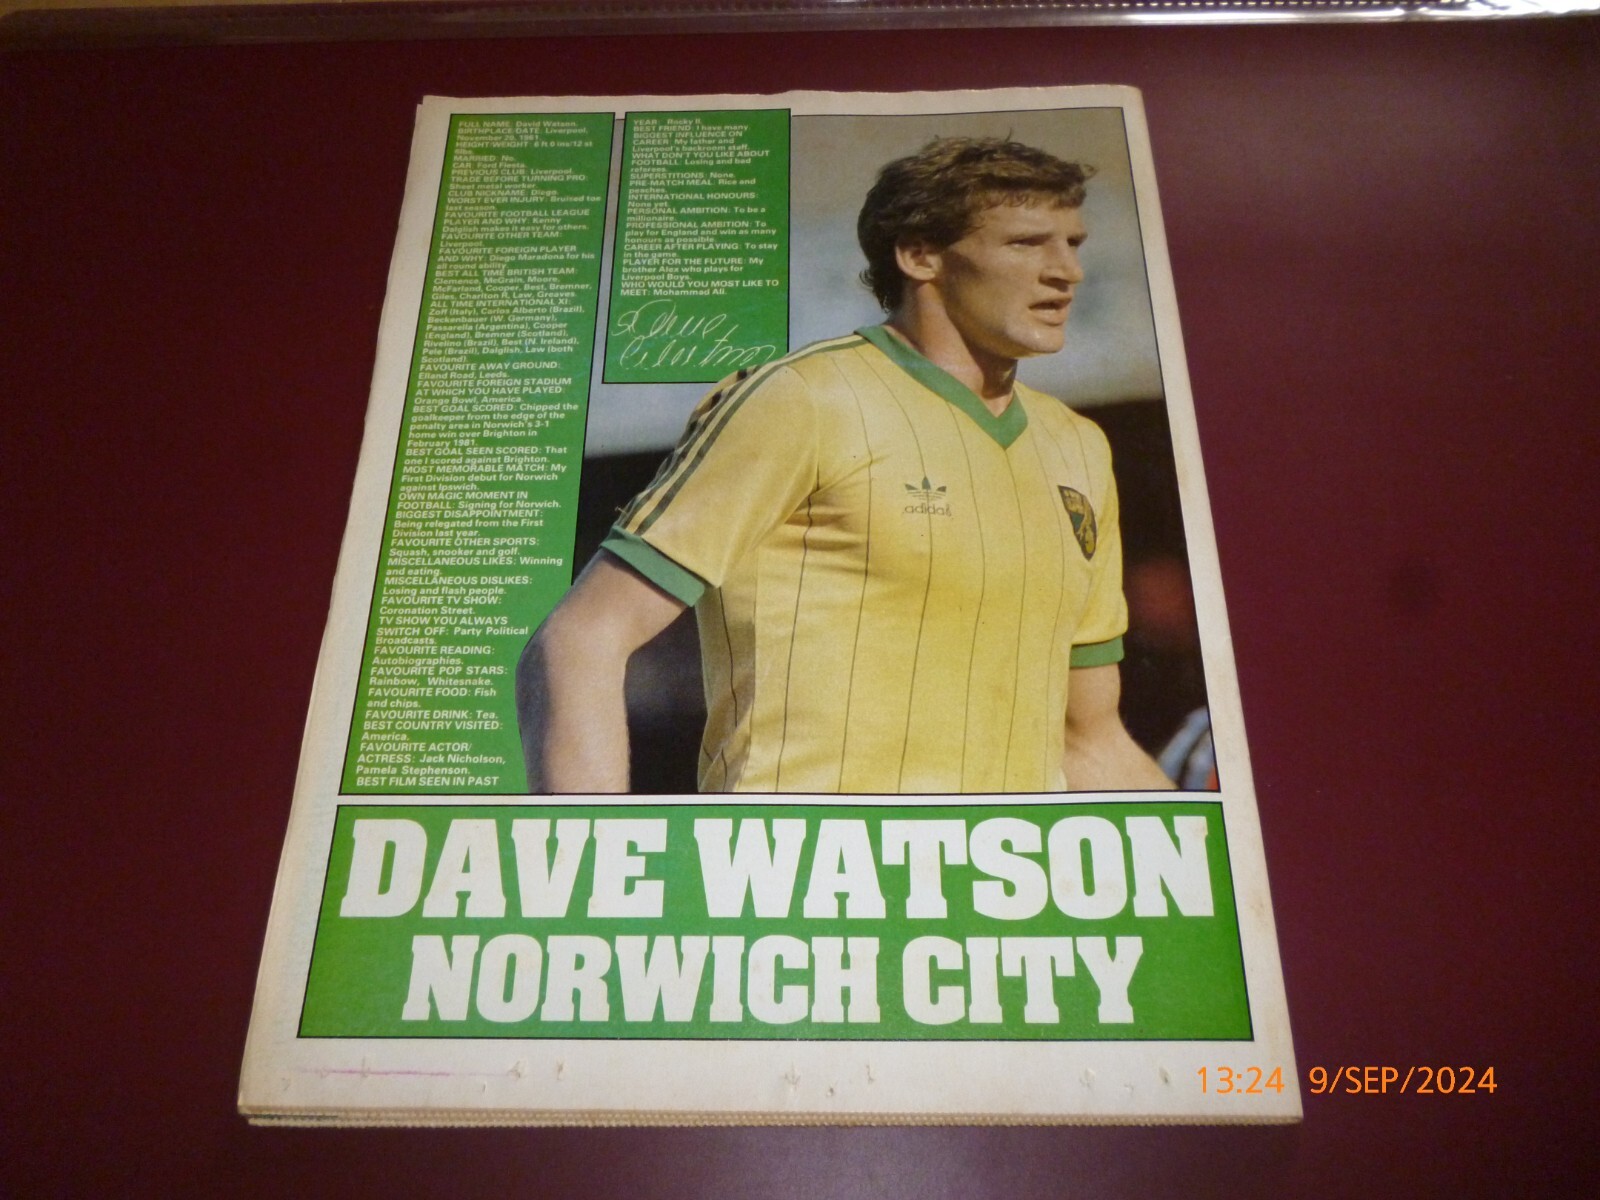 FULL NAME: David Watson.
BIRTHPLACE/DATE: Liverpool,
November 20, 1961.
HEIGHT/WEIGHT: 6 ft 0 ins/12 st
6lbs.
MARRIED: No.
CAR: Ford Fiesta.
PREVIOUS CLUB: Liverpool.
TRADE BEFORE TURNING PRO:
Sheet metal worker.
CLUB NICKNAME: Diego.
WORST EVER INJURY: Bruised toe
last season.
FAVOURITE FOOTBALL LEAGUE
PLAYER AND WHY: Kenny
Dalglish makes it easy for others.
FAVOURITE OTHER TEAM:
Liverpool.
FAVOURITE FOREIGN PLAYER
AND WHY: Diego Maradona for his
all round ability.
BEST ALL TIME BRITISH TEAM:
Clemence, McGrain, Moore,
McFarland, Cooper, Best, Bremner,
Giles, Charlton R, Law, Greaves.
ALL TIME INTERNATIONAL XI:
Zoff (Italy), Carlos Alberto (Brazil),
Beckenbauer (W. Germany),
Passarella (Argentina), Cooper
(England), Bremner (Scotland),
Rivelino (Brazil), Best (N. Ireland),
Pele (Brazil), Dalglish, Law (both
Scotland).
FAVOURITE AWAY GROUND:
Elland Road, Leeds.
FAVOURITE FOREIGN STADIUM
AT WHICH YOU HAVE PLAYED:
Orange Bowl, America.
BEST GOAL SCORED: Chipped the
goalkeeper from the edge of the
penalty area in Norwich's 3-1
home win over Brighton in
February 1981.
BEST GOAL SEEN SCORED: That
one I scored against Brighton.
MOST MEMORABLE MATCH: My
First Division debut for Norwich
against Ipswich.
OWN MAGIC MOMENT IN
FOOTBALL: Signing for Norwich.
BIGGEST DISAPPOINTMENT:
Being relegated from the First
Division last year.
FAVOURITE OTHER SPORTS:
Squash, snooker and golf.
MISCELLANEOUS LIKES: Winning
and eating.
MISCELLANEOUS DISLIKES:
Losing and flash people.
FAVOURITE TV SHOW:
Coronation Street.
TV SHOW YOU ALWAYS
SWITCH OFF: Party Political
Broadcasts.
FAVOURITE READING:
Autobiographies.
FAVOURITE POP STARS:
Rainbow, Whitesnake.
FAVOURITE FOOD: Fish
and chips.
FAVOURITE DRINK: Tea.
BEST COUNTRY VISITED:
America.
FAVOURITE ACTOR/
ACTRESS: Jack Nicholson,
Pamela Stephenson.
BEST FILM SEEN IN PAST
YEAR: Rocky II.
BEST FRIEND: I have many.
BIGGEST INFLUENCE ON
CAREER: My father and
Liverpool's backroom staff.
WHAT DON'T YOU LIKE ABOUT
FOOTBALL: Losing and bad
referees.
SUPERSTITIONS: None.
PRE-MATCH MEAL: Rice and
peaches.
INTERNATIONAL HONOURS:
None yet.
PERSONAL AMBITION: To be a
millionaire.
PROFESSIONAL AMBITION: To
play for England and win as many
honours as possible.
CAREER AFTER PLAYING: To stay
in the game.
PLAYER FOR THE FUTURE: My
brother Alex who plays for
Liverpool Boys.
WHO WOULD YOU MOST LIKE TO
MEET: Mohammad Ali.
Dave
Watson
adidas
DAVE WATSON
NORWICH CITY
13:24 9/SEP/2024